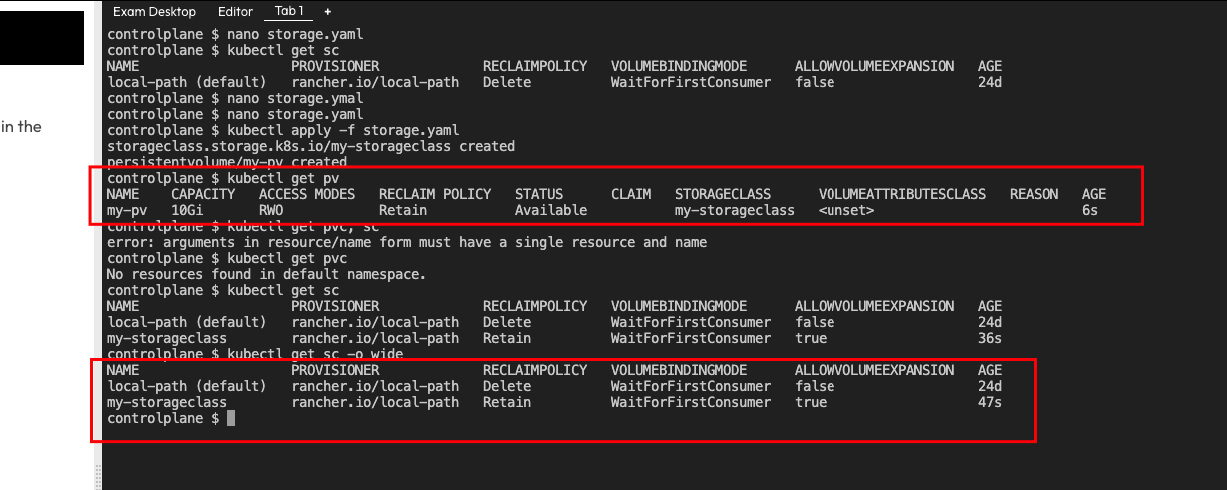 Exam Desktop Editor Tab 1 +
in the
controlplane $ nano storage.yaml
controlplane $ kubectl get sc
NAME PROVISIONER RECLAIMPOLICY VOLUMEBINDINGMODE ALLOWVOLUMEEXPANSION AGE
local-path (default) rancher.io/local-path Delete WaitForFirstConsumer false 24d
controlplane $ nano storage.ymal
controlplane $ nano storage.yaml
controlplane $ kubectl apply -f storage.yaml
storageclass.storage.k8s.io/my-storageclass created
persistentvolume/my-pv created
controlplane $ kubectl get pv
NAME CAPACITY ACCESS MODES RECLAIM POLICY STATUS CLAIM STORAGECLASS VOLUMEATTRIBUTESCLASS REASON AGE
my-pv 10Gi RWO Retain Available my-storageclass <unset> 6s
controlplane $ kubectl get pvc, sc
error: arguments in resource/name form must have a single resource and name
controlplane $ kubectl get pvc
No resources found in default namespace.
controlplane $ kubectl get sc
NAME PROVISIONER RECLAIMPOLICY VOLUMEBINDINGMODE ALLOWVOLUMEEXPANSION AGE
local-path (default) rancher.io/local-path Delete WaitForFirstConsumer false 24d
my-storageclass rancher.io/local-path Retain WaitForFirstConsumer true 36s
controlplane $ kubectl get sc -o wide
NAME PROVISIONER RECLAIMPOLICY VOLUMEBINDINGMODE ALLOWVOLUMEEXPANSION AGE
local-path (default) rancher.io/local-path Delete WaitForFirstConsumer false 24d
my-storageclass rancher.io/local-path Retain WaitForFirstConsumer true 47s
controlplane $